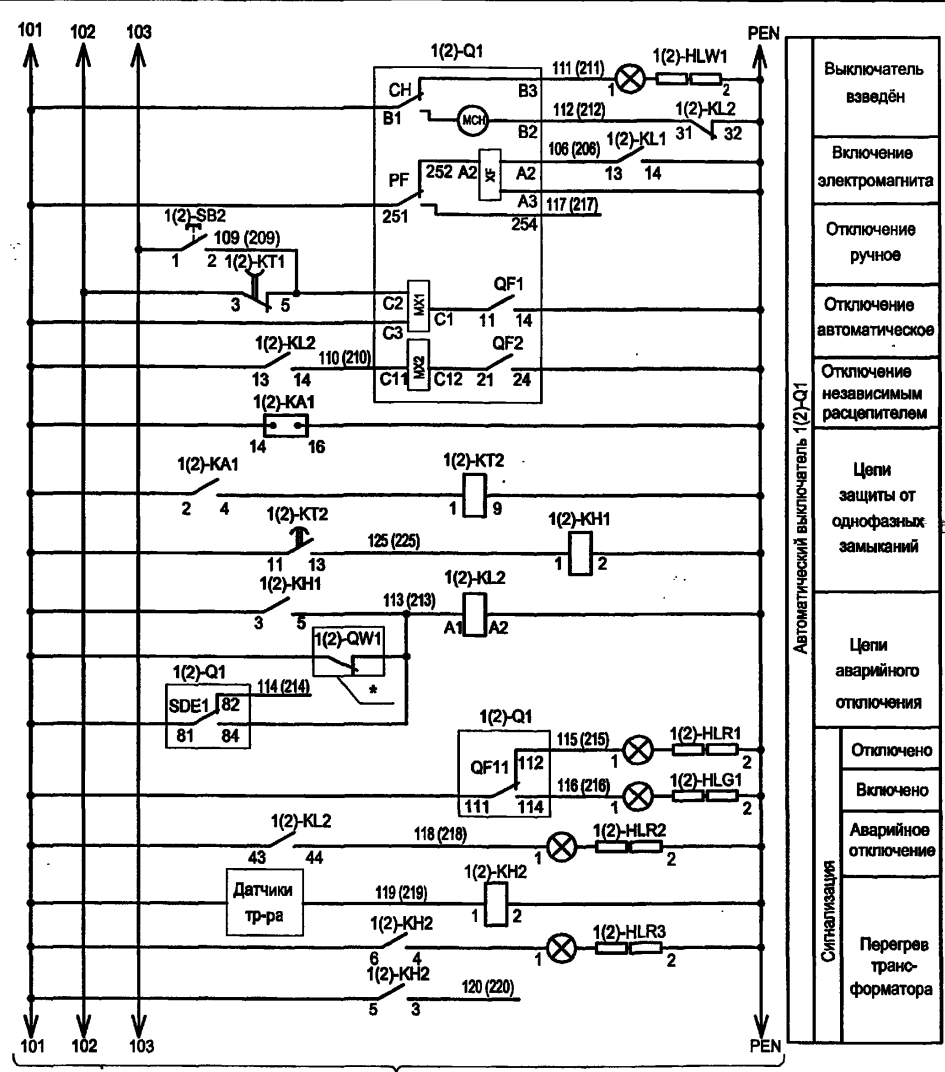 101 102 103 PEN
1(2)-Q1
111 (211) 1(2)-HLW1
CH B3 1 2
B1 МСН 112 (212) 1(2)-KL2
B2 31 32
Выключатель
взведён
106 (206) 1(2)-KL1
PF 252 A2 XF A2 13 14
A3
251 117 (217)
254
Включение
электромагнита
1(2)-SB2
109 (209)
1 2 1(2)-KT1
3 5
Отключение
ручное
C2 MX1 QF1
C3 C1 11 14
Отключение
автоматическое
1(2)-KL2
110 (210) QF2
13 14 C11 MX2 C12 21 24
Отключение
независимым
расцепителем
1(2)-KA1
14 16
1(2)-KA1 1(2)-KT2
2 4 1 9
1(2)-KT2 1(2)-KH1
125 (225)
11 13 1 2
Цепи
защиты от
однофазных
замыканий
1(2)-KH1 1(2)-KL2
113 (213)
3 5 A1 A2
1(2)-QW1
*
1(2)-Q1
114 (214)
SDE1 82
81 84
Цепи
аварийного
отключения
Автоматический выключатель 1(2)-Q1
1(2)-Q1
115 (215) 1(2)-HLR1
112 1 2
QF11
116 (216) 1(2)-HLG1
111 114 1 2
Отключено
Включено
1(2)-KL2
118 (218) 1(2)-HLR2
43 44 1 2
Аварийное
отключение
Датчики
тр-ра
119 (219) 1(2)-KH2
1 2
1(2)-KH2 1(2)-HLR3
6 4 1 2
1(2)-KH2
120 (220)
5 3
Перегрев
транс-
форматора
Сигнализация
101 102 103 PEN